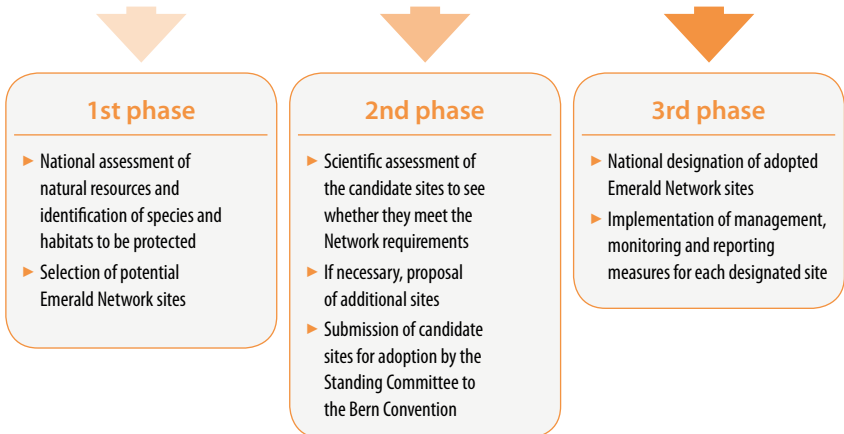 1st phase
► National assessment of
natural resources and
identification of species and
habitats to be protected
► Selection of potential
Emerald Network sites
2nd phase
► Scientific assessment of
the candidate sites to see
whether they meet the
Network requirements
► If necessary, proposal
of additional sites
► Submission of candidate
sites for adoption by the
Standing Committee to
the Bern Convention
3rd phase
► National designation of adopted
Emerald Network sites
► Implementation of management,
monitoring and reporting
measures for each designated site